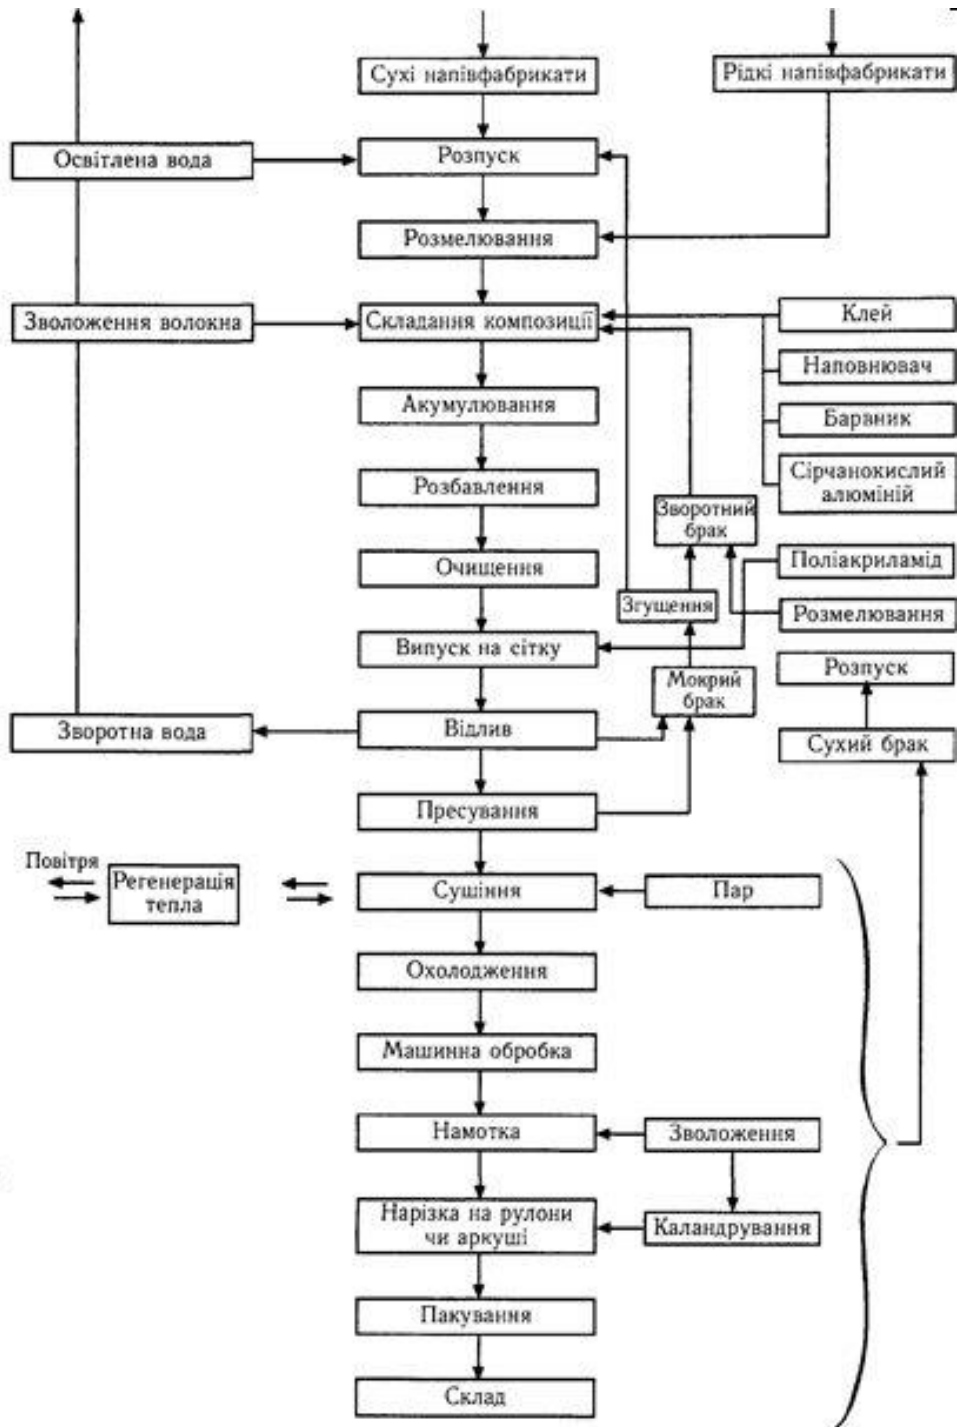 Сухі напівфабрикати
Рідкі напівфабрикати
Освітлена вода
Розпуск
Розмелювання
Зволоження волокна
Складання композиції
Клей
Наповнювач
Акумулювання
Барвник
Сірчанокислий
алюміній
Розбавлення
Зворотний
брак
Очищення
Поліакриламід
Згущення
Розмелювання
Випуск на сітку
Розпуск
Мокрий
брак
Зворотна вода
Відлив
Сухий брак
Пресування
Повітря
Регенерація
тепла
Сушіння
Пар
Охолодження
Машинна обробка
Намотка
Зволоження
Нарізка на рулони
чи аркуші
Каландрування
Пакування
Склад